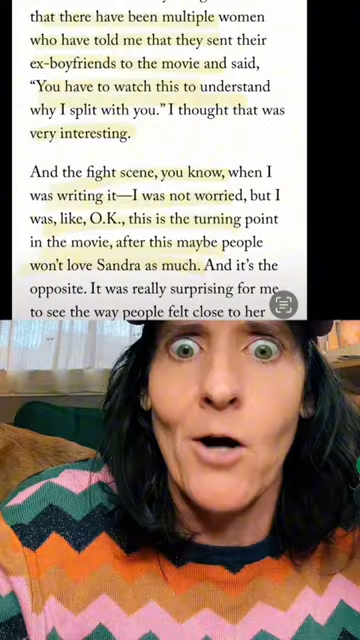 that there have been multiple women
who have told me that they sent their
ex-boyfriends to the movie and said,
“You have to watch this to understand
why I split with you.” I thought that was
very interesting.
And the fight scene, you know, when I
was writing it—I was not worried, but I
was, like, O.K., this is the turning point
in the movie, after this maybe people
won’t love Sandra as much. And it’s the
opposite. It was really surprising for me
to see the way people felt close to her